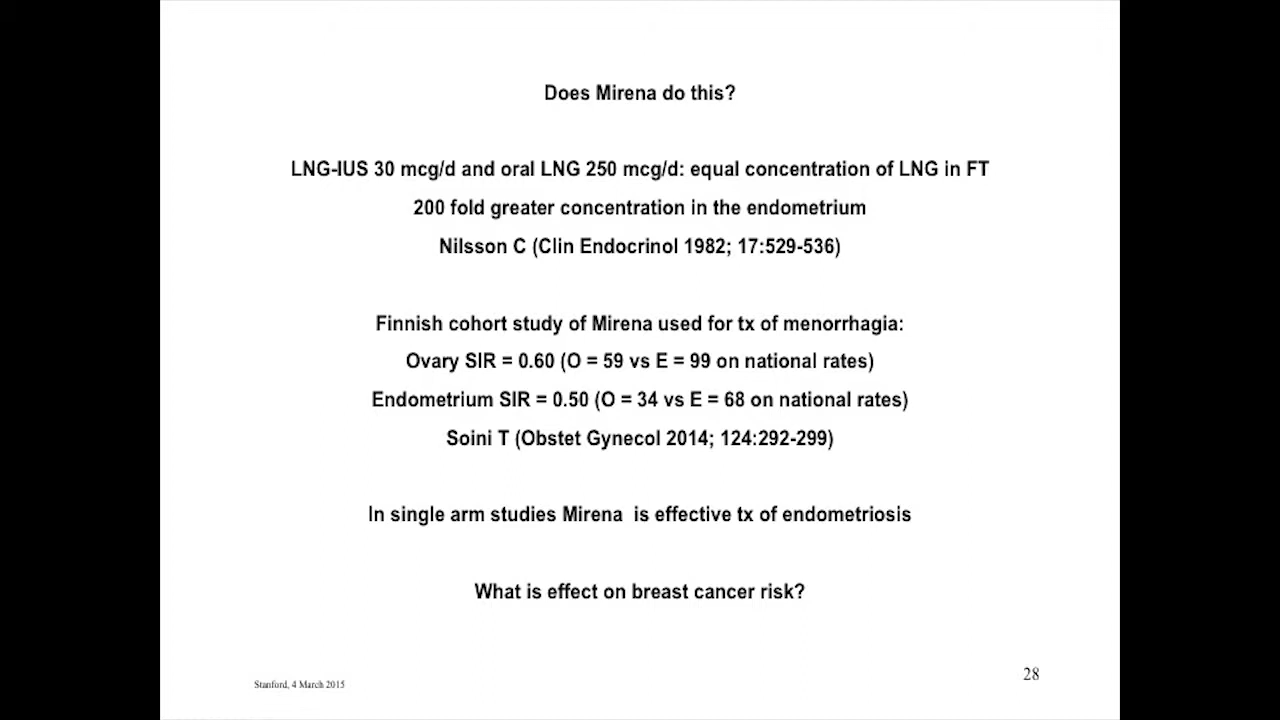 Does Mirena do this?
LNG-IUS 30 mcg/d and oral LNG 250 mcg/d: equal concentration of LNG in FT
200 fold greater concentration in the endometrium
Nilsson C (Clin Endocrinol 1982; 17:529-536)
Finnish cohort study of Mirena used for tx of menorrhagia:
Ovary SIR = 0.60 (O = 59 vs E = 99 on national rates)
Endometrium SIR = 0.50 (O = 34 vs E = 68 on national rates)
Soini T (Obstet Gynecol 2014; 124:292-299)
In single arm studies Mirena  is effective tx of endometriosis
What is effect on breast cancer risk?
Stanford, 4 March 2015
28